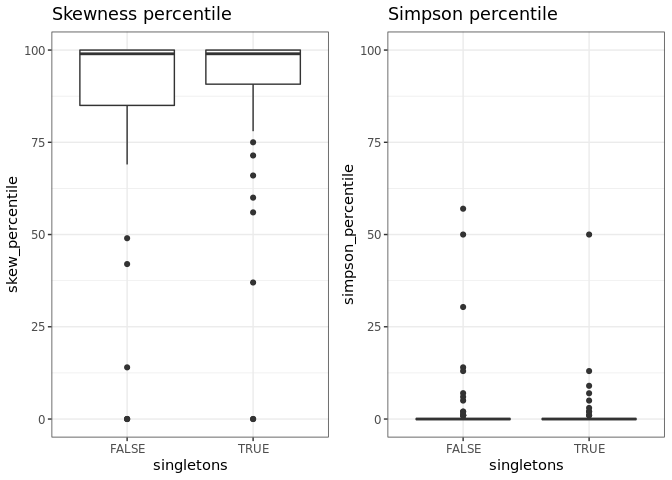 Skewness percentile
skew_percentile
100
75
50
25
0
FALSE
TRUE
singletons
Simpson percentile
simpson_percentile
100
75
50
25
0
FALSE
TRUE
singletons